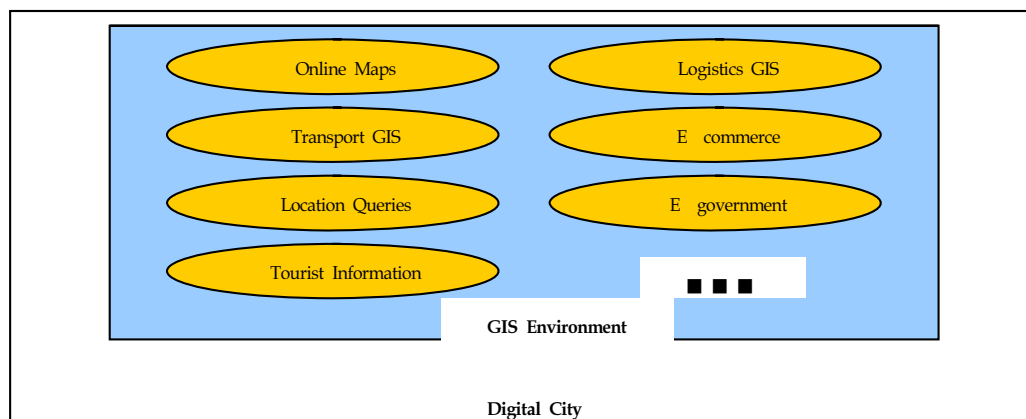 Online Maps
Logistics GIS
Transport GIS
E commerce
Location Queries
E government
Tourist Information
GIS Environment
Digital City